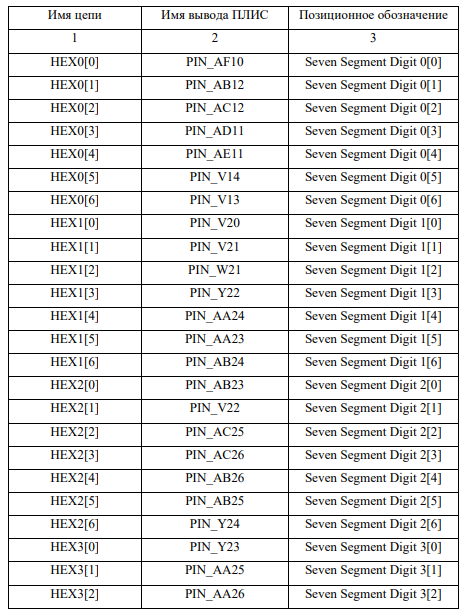 Имя цепи Имя вывода ПЛИС Позиционное обозначение
1 2 3
HEX0[0] PIN_AF10 Seven Segment Digit 0[0]
HEX0[1] PIN_AB12 Seven Segment Digit 0[1]
HEX0[2] PIN_AC12 Seven Segment Digit 0[2]
HEX0[3] PIN_AD11 Seven Segment Digit 0[3]
HEX0[4] PIN_AE11 Seven Segment Digit 0[4]
HEX0[5] PIN_V14 Seven Segment Digit 0[5]
HEX0[6] PIN_V13 Seven Segment Digit 0[6]
HEX1[0] PIN_V20 Seven Segment Digit 1[0]
HEX1[1] PIN_V21 Seven Segment Digit 1[1]
HEX1[2] PIN_W21 Seven Segment Digit 1[2]
HEX1[3] PIN_Y22 Seven Segment Digit 1[3]
HEX1[4] PIN_AA24 Seven Segment Digit 1[4]
HEX1[5] PIN_AA23 Seven Segment Digit 1[5]
HEX1[6] PIN_AB24 Seven Segment Digit 1[6]
HEX2[0] PIN_AB23 Seven Segment Digit 2[0]
HEX2[1] PIN_V22 Seven Segment Digit 2[1]
HEX2[2] PIN_AC25 Seven Segment Digit 2[2]
HEX2[3] PIN_AC26 Seven Segment Digit 2[3]
HEX2[4] PIN_AB26 Seven Segment Digit 2[4]
HEX2[5] PIN_AB25 Seven Segment Digit 2[5]
HEX2[6] PIN_Y24 Seven Segment Digit 2[6]
HEX3[0] PIN_Y23 Seven Segment Digit 3[0]
HEX3[1] PIN_AA25 Seven Segment Digit 3[1]
HEX3[2] PIN_AA26 Seven Segment Digit 3[2]